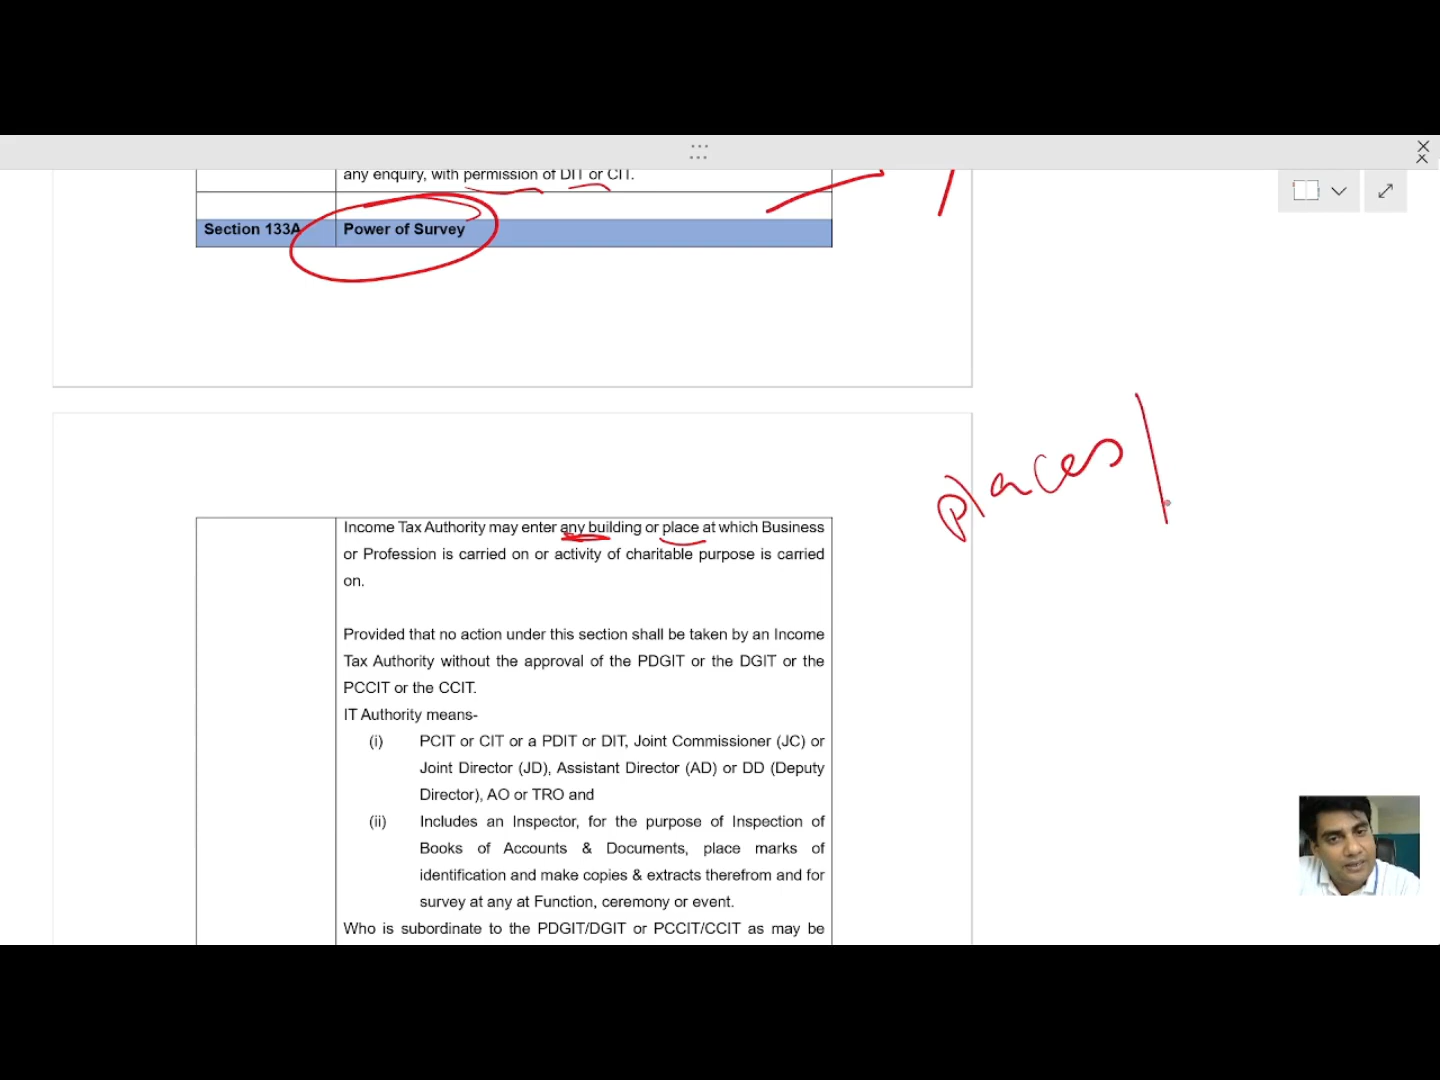 any enquiry, with permission of DIT or CIT.
Section 133A Power of Survey
places
Income Tax Authority may enter any building or place at which Business
or Profession is carried on or activity of charitable purpose is carried
on.
Provided that no action under this section shall be taken by an Income
Tax Authority without the approval of the PDGIT or the DGIT or the
PCCIT or the CCIT.
IT Authority means-
(i) PCIT or CIT or a PDIT or DIT, Joint Commissioner (JC) or
Joint Director (JD), Assistant Director (AD) or DD (Deputy
Director), AO or TRO and
(ii) Includes an Inspector, for the purpose of Inspection of
Books of Accounts & Documents, place marks of
identification and make copies & extracts therefrom and for
survey at any at Function, ceremony or event.
Who is subordinate to the PDGIT/DGIT or PCCIT/CCIT as may be